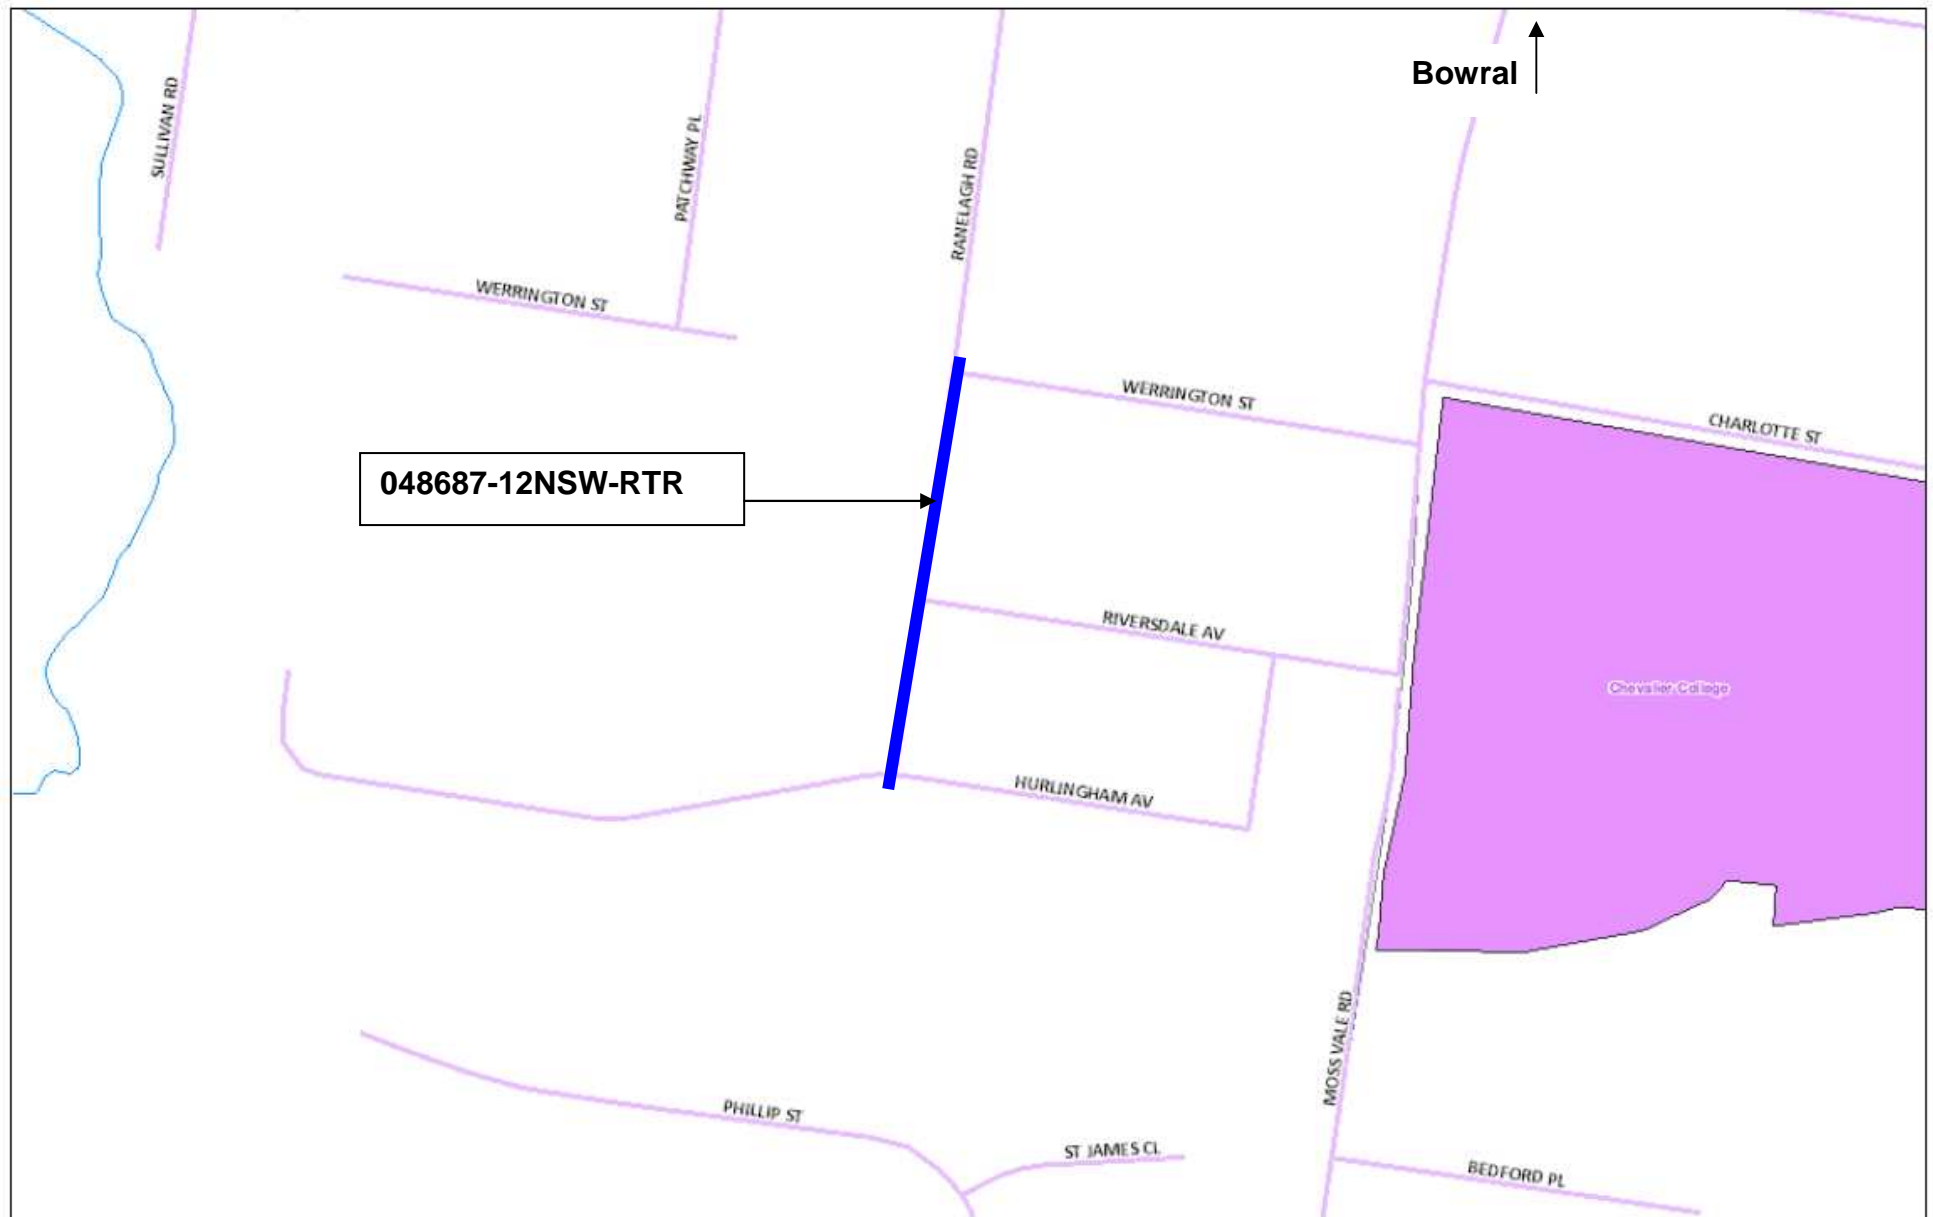 Bowral
SULLIVAN RD
PATCHWAY PL
RANELAGH RD
WERRINGTON ST
WERRINGTON ST
CHARLOTTE ST
048687-12NSW-RTR
RIVERSDALE AV
Chevalier College
HURLINGHAM AV
MOSS VALE RD
PHILLIP ST
ST JAMES CL
BEDFORD PL